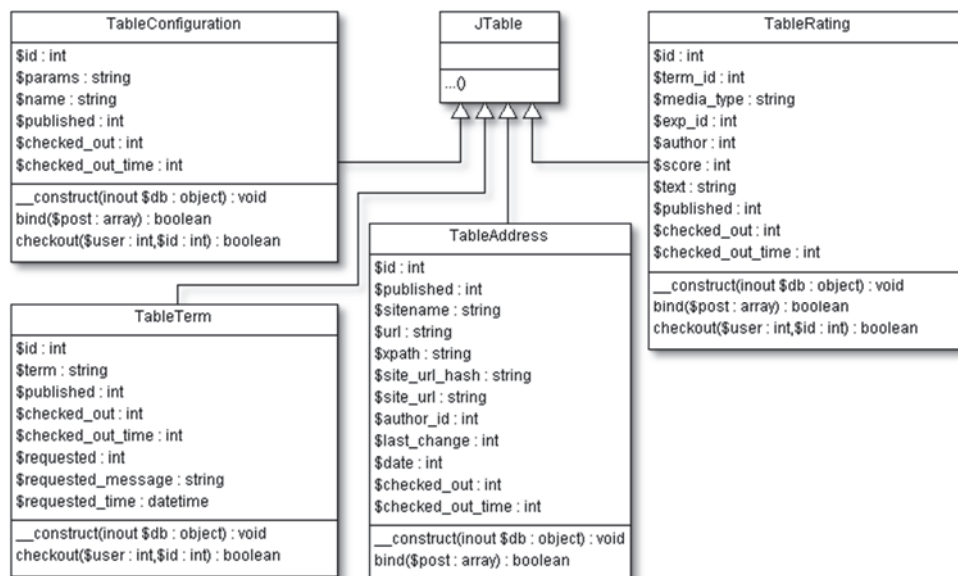 TableConfiguration
$id : int
$params : string
$name : string
$published : int
$checked_out : int
$checked_out_time : int
__construct(inout $db : object) : void
bind($post : array) : boolean
checkout($user : int,$id : int) : boolean
JTable
...()
TableRating
$id : int
$term_id : int
$media_type : string
$exp_id : int
$author : int
$score : int
$text : string
$published : int
$checked_out : int
$checked_out_time : int
__construct(inout $db : object) : void
bind($post : array) : boolean
checkout($user : int,$id : int) : boolean
TableTerm
$id : int
$term : string
$published : int
$checked_out : int
$checked_out_time : int
$requested : int
$requested_message : string
$requested_time : datetime
__construct(inout $db : object) : void
checkout($user : int,$id : int) : boolean
TableAddress
$id : int
$published : int
$sitename : string
$url : string
$xpath : string
$site_url_hash : string
$site_url : string
$author_id : int
$last_change : int
$date : int
$checked_out : int
$checked_out_time : int
__construct(inout $db : object) : void
bind($post : array) : boolean